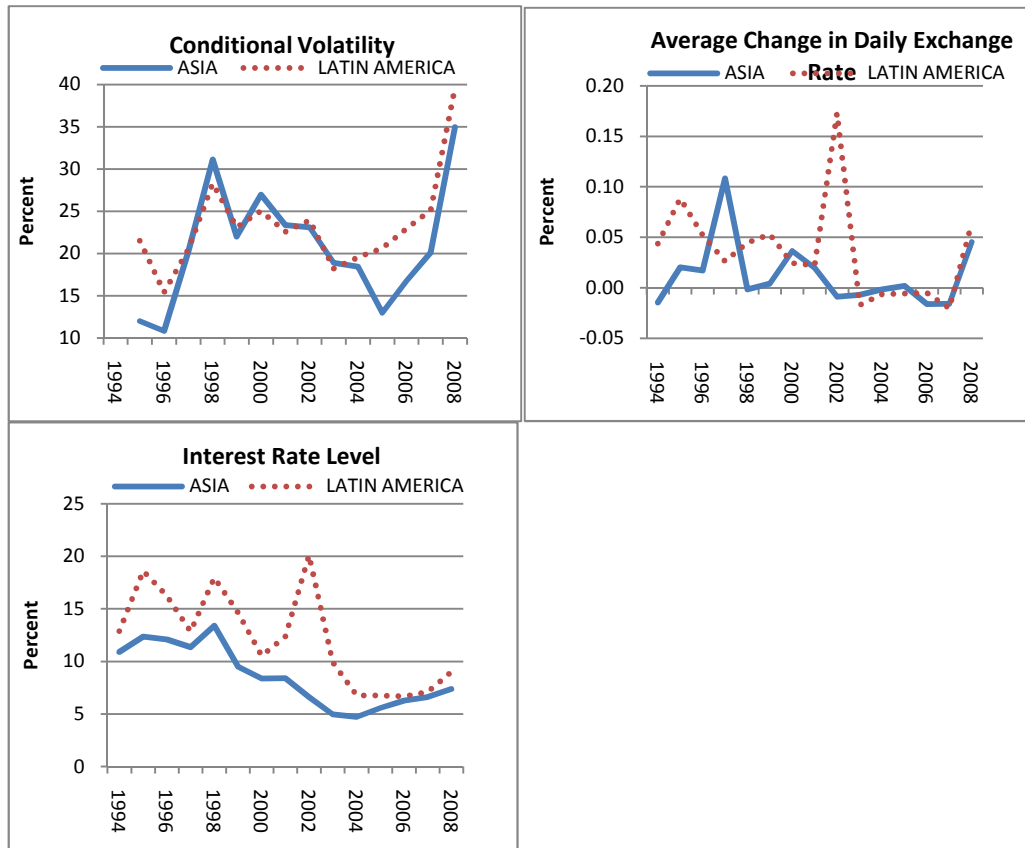 Conditional Volatility
ASIA LATIN AMERICA
40
35
30
25
20
15
10
Percent
1994 1996 1998 2000 2002 2004 2006 2008
Average Change in Daily Exchange
Rate
ASIA LATIN AMERICA
0.20
0.15
0.10
0.05
0.00
-0.05
Percent
1994 1996 1998 2000 2002 2004 2006 2008
Interest Rate Level
ASIA LATIN AMERICA
25
20
15
10
5
0
Percent
1994 1996 1998 2000 2002 2004 2006 2008